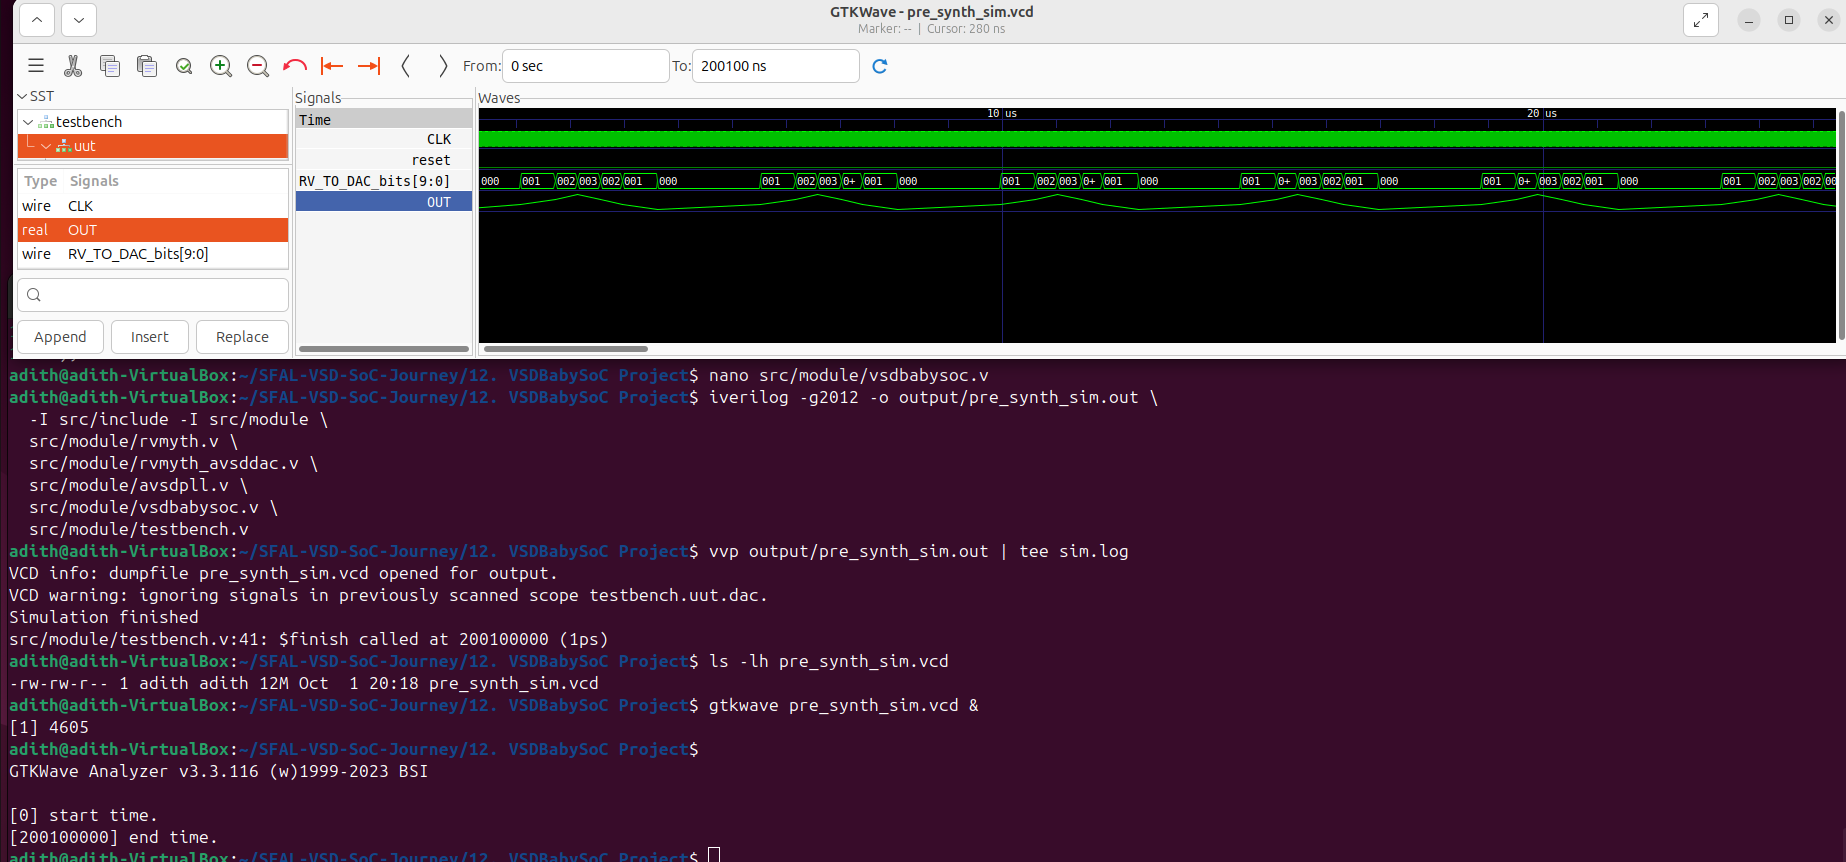 GTKWave - pre_synth_sim.vcd
Marker: -- | Cursor: 280 ns
From: 0 sec To: 200100 ns
SST
testbench
uut
Type Signals
wire CLK
real OUT
wire RV_TO_DAC_bits[9:0]
Append Insert Replace
Signals
Time
CLK
reset
RV_TO_DAC_bits[9:0]
OUT
Waves
10 us 20 us
000 001 002 003 002 001 000 001 002 003 0+ 001 000 001 002 003 0+ 001 000 001 0+ 003 002 001 000 001 0+ 003 002 001 000 001 002 003 002 00
adith@adith-VirtualBox:~/SFAL-VSD-SoC-Journey/12. VSDBabySoC Project$ nano src/module/vsdbabysoc.v
adith@adith-VirtualBox:~/SFAL-VSD-SoC-Journey/12. VSDBabySoC Project$ iverilog -g2012 -o output/pre_synth_sim.out \
-I src/include -I src/module \
src/module/rvmyth.v \
src/module/rvmyth_avsddac.v \
src/module/avsdpll.v \
src/module/vsdbabysoc.v \
src/module/testbench.v
adith@adith-VirtualBox:~/SFAL-VSD-SoC-Journey/12. VSDBabySoC Project$ vvp output/pre_synth_sim.out | tee sim.log
VCD info: dumpfile pre_synth_sim.vcd opened for output.
VCD warning: ignoring signals in previously scanned scope testbench.uut.dac.
Simulation finished
src/module/testbench.v:41: $finish called at 200100000 (1ps)
adith@adith-VirtualBox:~/SFAL-VSD-SoC-Journey/12. VSDBabySoC Project$ ls -lh pre_synth_sim.vcd
-rw-rw-r-- 1 adith adith 12M Oct  1 20:18 pre_synth_sim.vcd
adith@adith-VirtualBox:~/SFAL-VSD-SoC-Journey/12. VSDBabySoC Project$ gtkwave pre_synth_sim.vcd &
[1] 4605
adith@adith-VirtualBox:~/SFAL-VSD-SoC-Journey/12. VSDBabySoC Project$
GTKWave Analyzer v3.3.116 (w)1999-2023 BSI
[0] start time.
[200100000] end time.
adith@adith-VirtualBox:~/SFAL-VSD-SoC-Journey/12. VSDBabySoC Project$